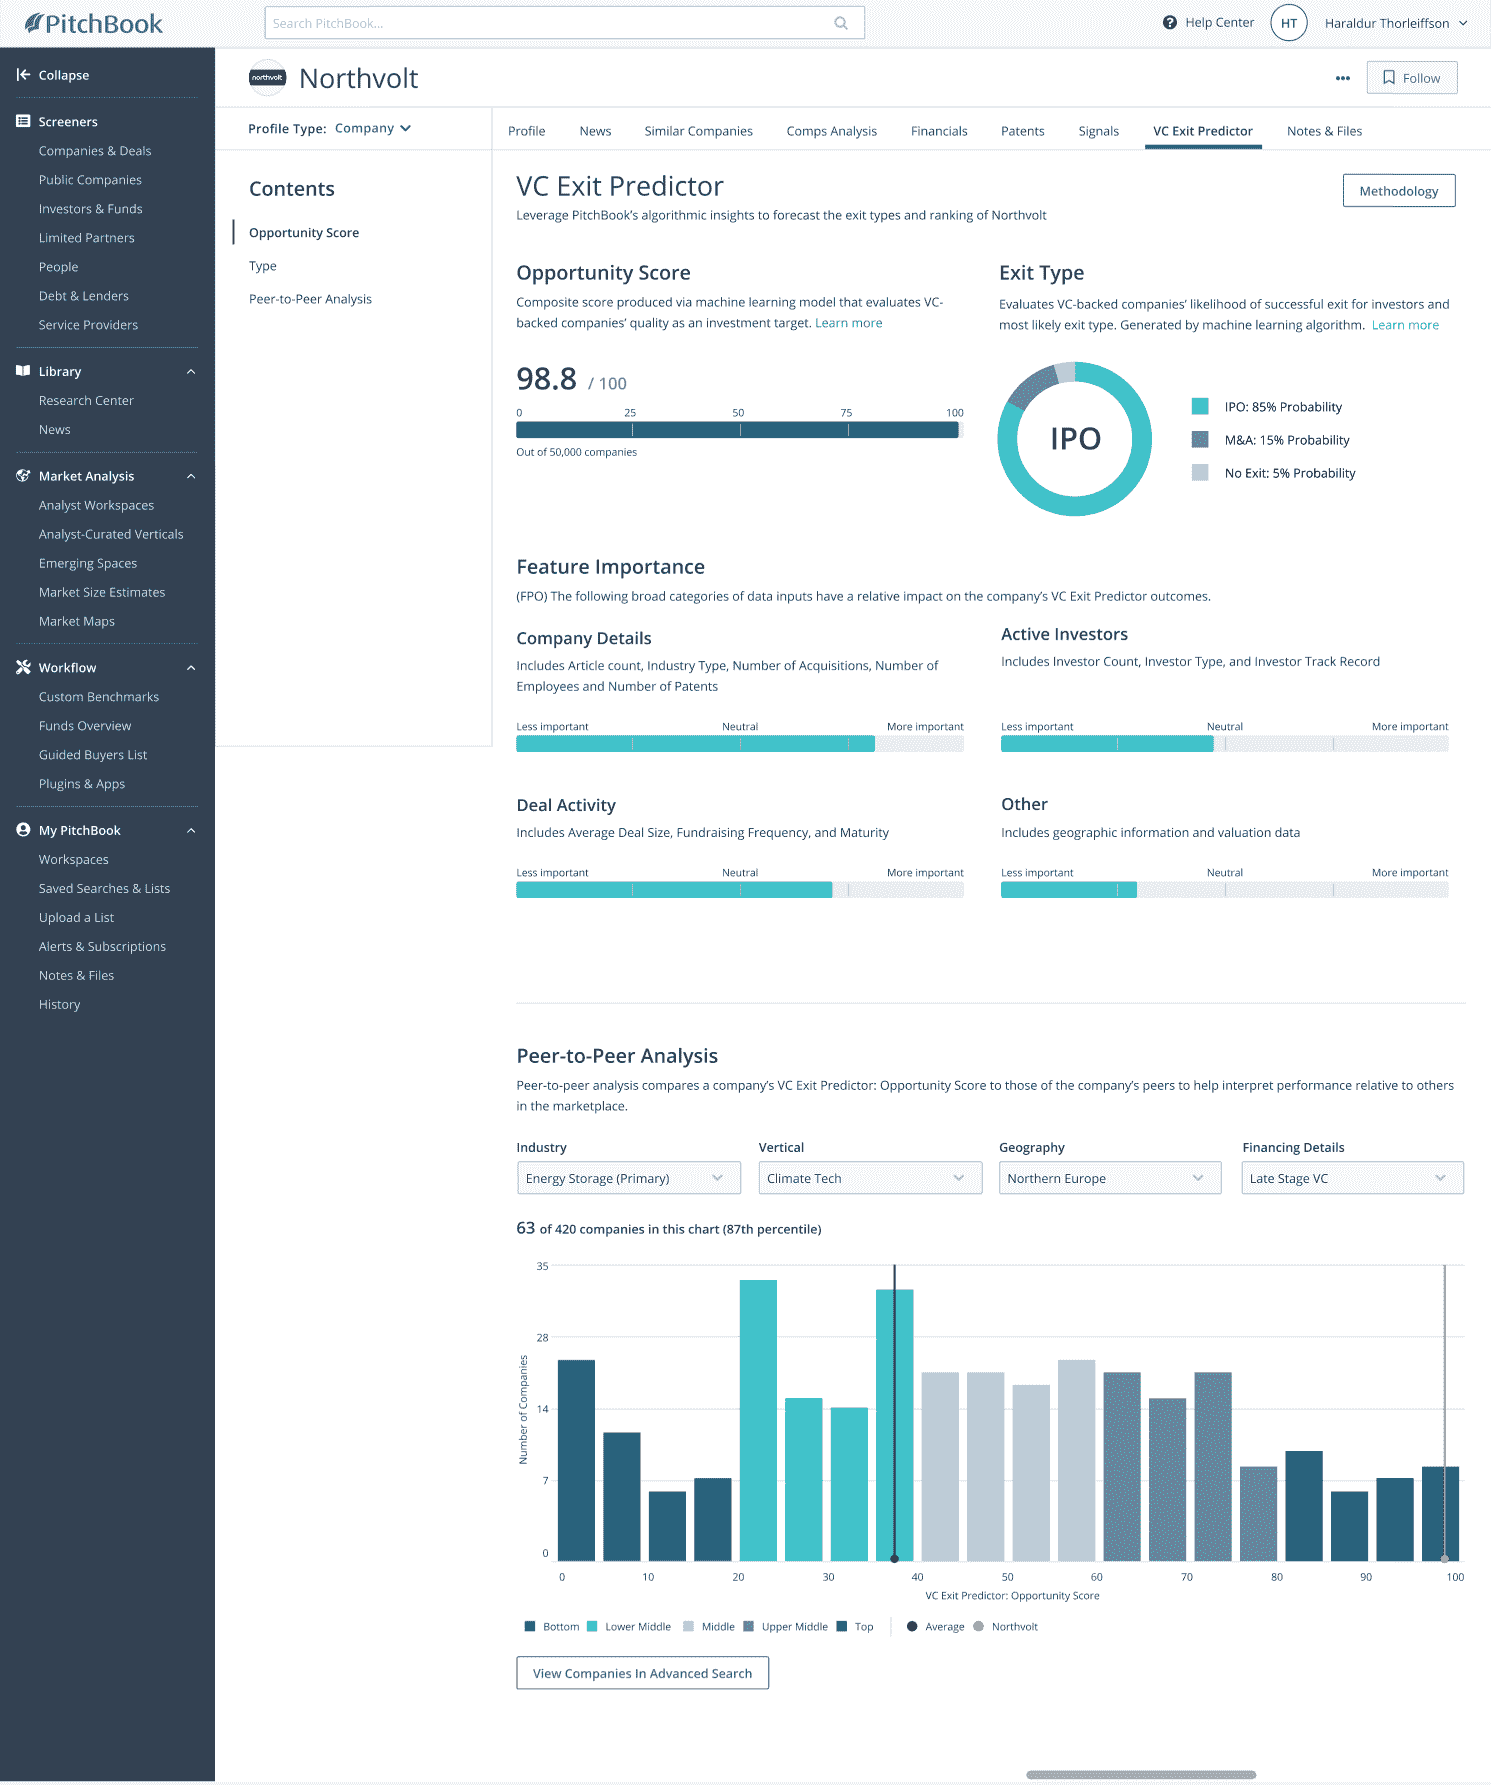 PitchBook
Search PitchBook...
Help Center
HT
Haraldur Thorleiffson
Collapse
Screeners
Companies & Deals
Public Companies
Investors & Funds
Limited Partners
People
Debt & Lenders
Service Providers
Library
Research Center
News
Market Analysis
Analyst Workspaces
Analyst-Curated Verticals
Emerging Spaces
Market Size Estimates
Market Maps
Workflow
Custom Benchmarks
Funds Overview
Guided Buyers List
Plugins & Apps
My PitchBook
Workspaces
Saved Searches & Lists
Upload a List
Alerts & Subscriptions
Notes & Files
History
northvolt
Northvolt
Follow
Profile Type: Company
Profile News Similar Companies Comps Analysis Financials Patents Signals VC Exit Predictor Notes & Files
Contents
Opportunity Score
Type
Peer-to-Peer Analysis
VC Exit Predictor
Methodology
Leverage PitchBook's algorithmic insights to forecast the exit types and ranking of Northvolt
Opportunity Score
Composite score produced via machine learning model that evaluates VC-
backed companies' quality as an investment target. Learn more
98.8 / 100
0 25 50 75 100
Out of 50,000 companies
Exit Type
Evaluates VC-backed companies' likelihood of successful exit for investors and
most likely exit type. Generated by machine learning algorithm. Learn more
IPO
IPO: 85% Probability
M&A: 15% Probability
No Exit: 5% Probability
Feature Importance
(FPO) The following broad categories of data inputs have a relative impact on the company's VC Exit Predictor outcomes.
Company Details
Includes Article count, Industry Type, Number of Acquisitions, Number of
Employees and Number of Patents
Less important Neutral More important
Active Investors
Includes Investor Count, Investor Type, and Investor Track Record
Less important Neutral More important
Deal Activity
Includes Average Deal Size, Fundraising Frequency, and Maturity
Less important Neutral More important
Other
Includes geographic information and valuation data
Less important Neutral More important
Peer-to-Peer Analysis
Peer-to-peer analysis compares a company's VC Exit Predictor: Opportunity Score to those of the company's peers to help interpret performance relative to others
in the marketplace.
Industry Vertical Geography Financing Details
Energy Storage (Primary) Climate Tech Northern Europe Late Stage VC
63 of 420 companies in this chart (87th percentile)
Number of Companies
35
28
14
7
0
0 10 20 30 40 50 60 70 80 90 100
VC Exit Predictor: Opportunity Score
Bottom Lower Middle Middle Upper Middle Top Average Northvolt
View Companies In Advanced Search